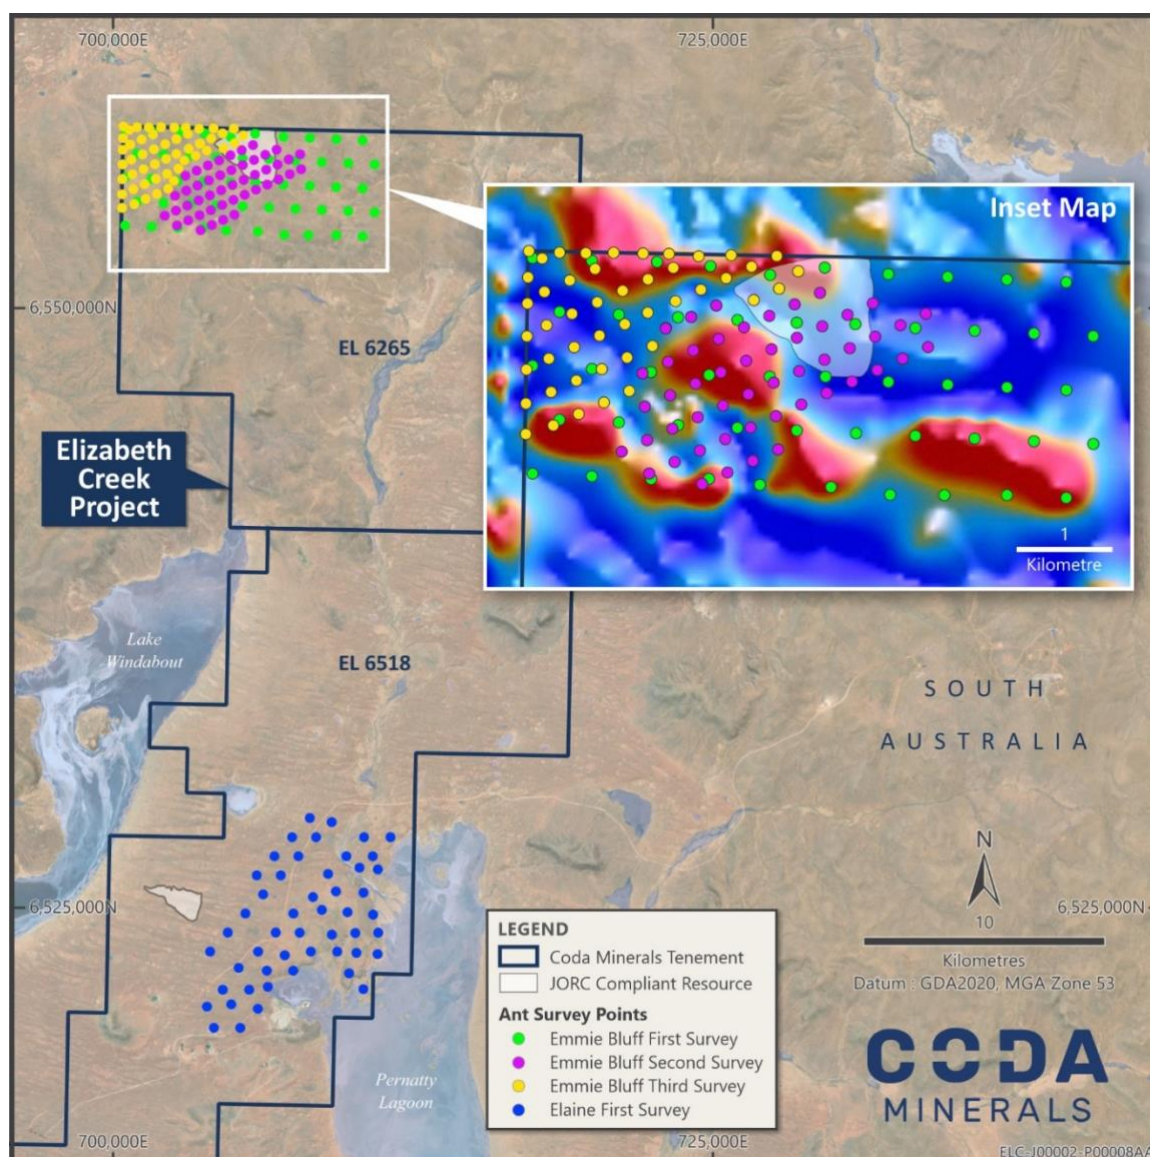 700,000E
725,000E
Inset Map
6,550,000N
EL 6265
Elizabeth
Creek
Project
1
Kilometre
Lake
Windabout
EL 6518
SOUTH
AUSTRALIA
N
6,525,000N
6,525,000N
10
Kilometres
Datum : GDA2020, MGA Zone 53
LEGEND
Coda Minerals Tenement
JORC Compliant Resource
Ant Survey Points
Emmie Bluff First Survey
Emmie Bluff Second Survey
Emmie Bluff Third Survey
Elaine First Survey
Pernatty
Lagoon
CODA
MINERALS
700,000E
725,000E
ELC-J00002-P00008AA